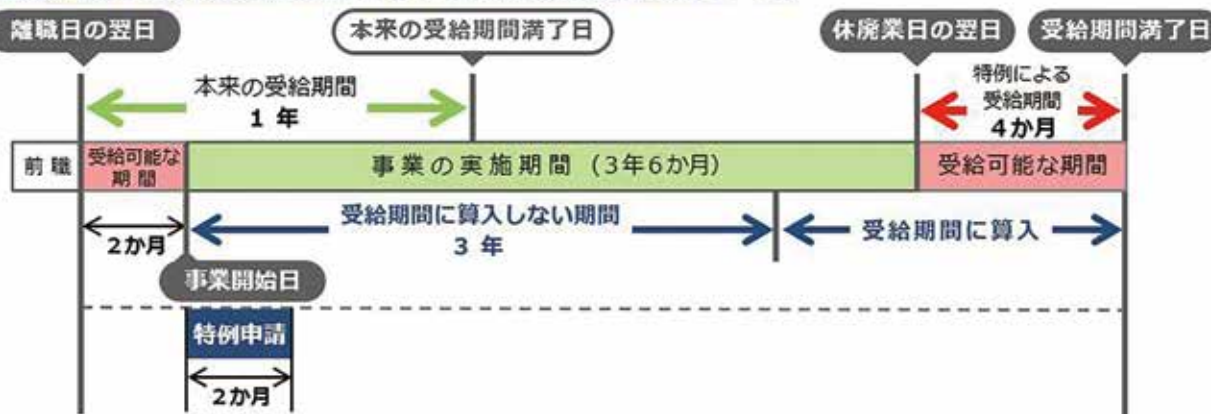 離職日の翌日
本来の受給期間満了日
休廃業日の翌日
受給期間満了日
本来の受給期間
1 年
特例による
受給期間
4か月
前職
受給可能な
期間
事業の実施期間（3年6か月）
受給可能な期間
2か月
受給期間に算入しない期間
3 年
受給期間に算入
事業開始日
特例申請
2か月